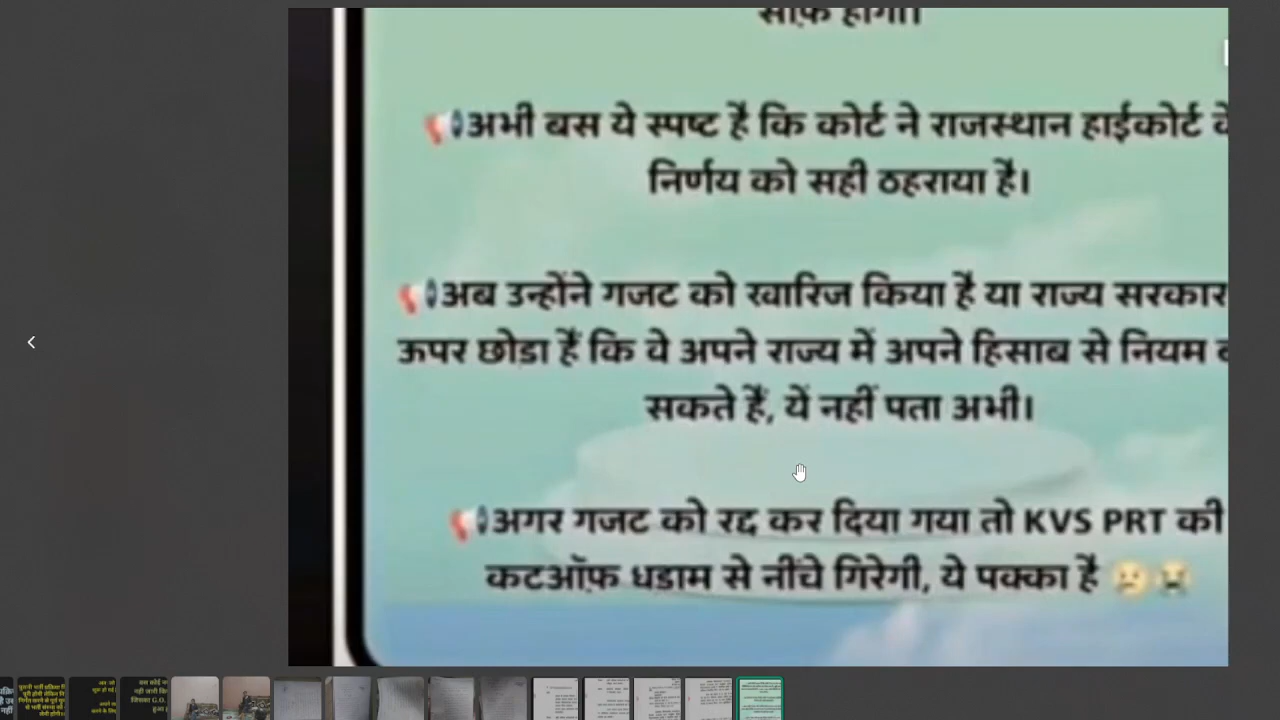 📢अभी बस ये स्पष्ट है कि कोर्ट ने राजस्थान हाईकोर्ट
निर्णय को सही ठहराया है।
📢अब उन्होंने गजट को खारिज किया है या राज्य सरकार
ऊपर छोडा हैं कि वे अपने राज्य में अपने हिसाब से नियम
सकते हैं, यें नहीं पता अभी।
📢अगर गजट को रद्द कर दिया गया तो KVS PRT की
कटऑफ़ धडाम से नींचे गिरेगी, ये पक्का है 😢😭